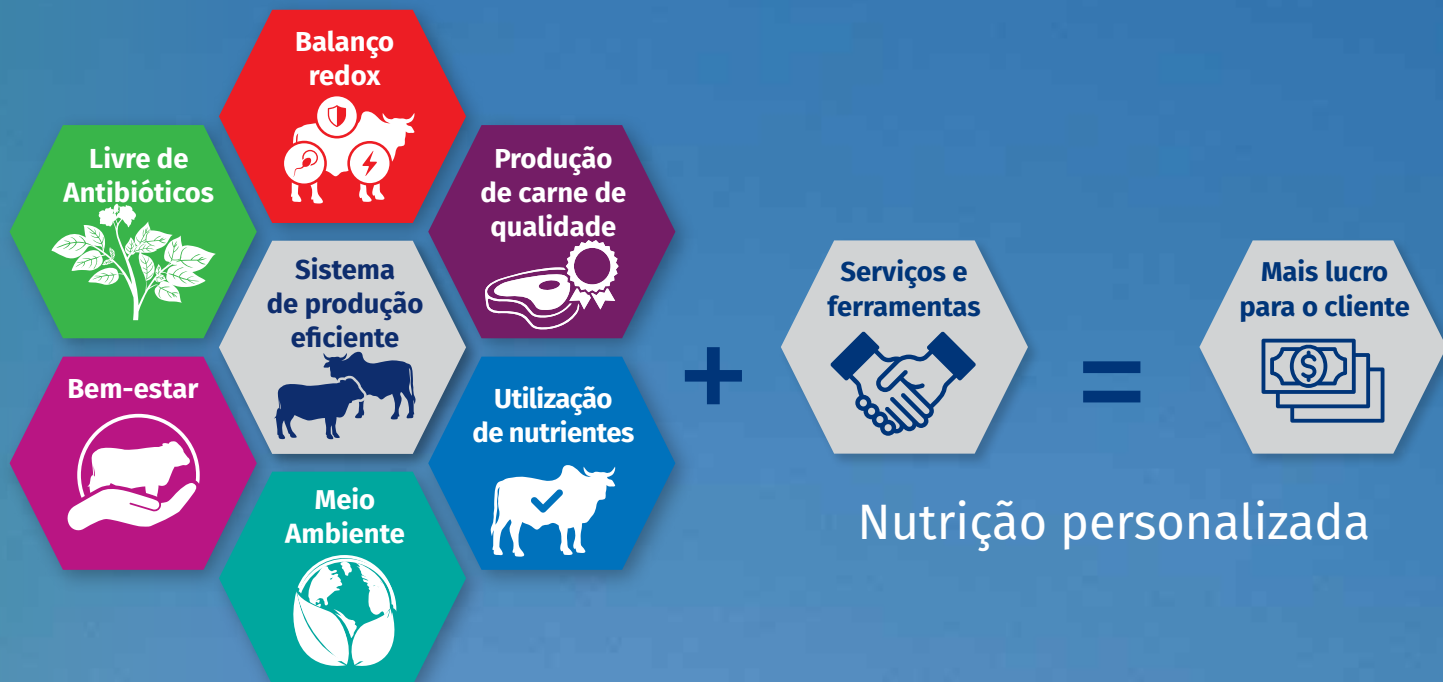 Balanço
redox
Livre de
Antibióticos
Produção
de carne de
qualidade
Sistema
de produção
eficiente
Bem-estar
Utilização
de nutrientes
Meio
Ambiente
+
Serviços e
ferramentas
=
Mais lucro
para o cliente
$
Nutrição personalizada